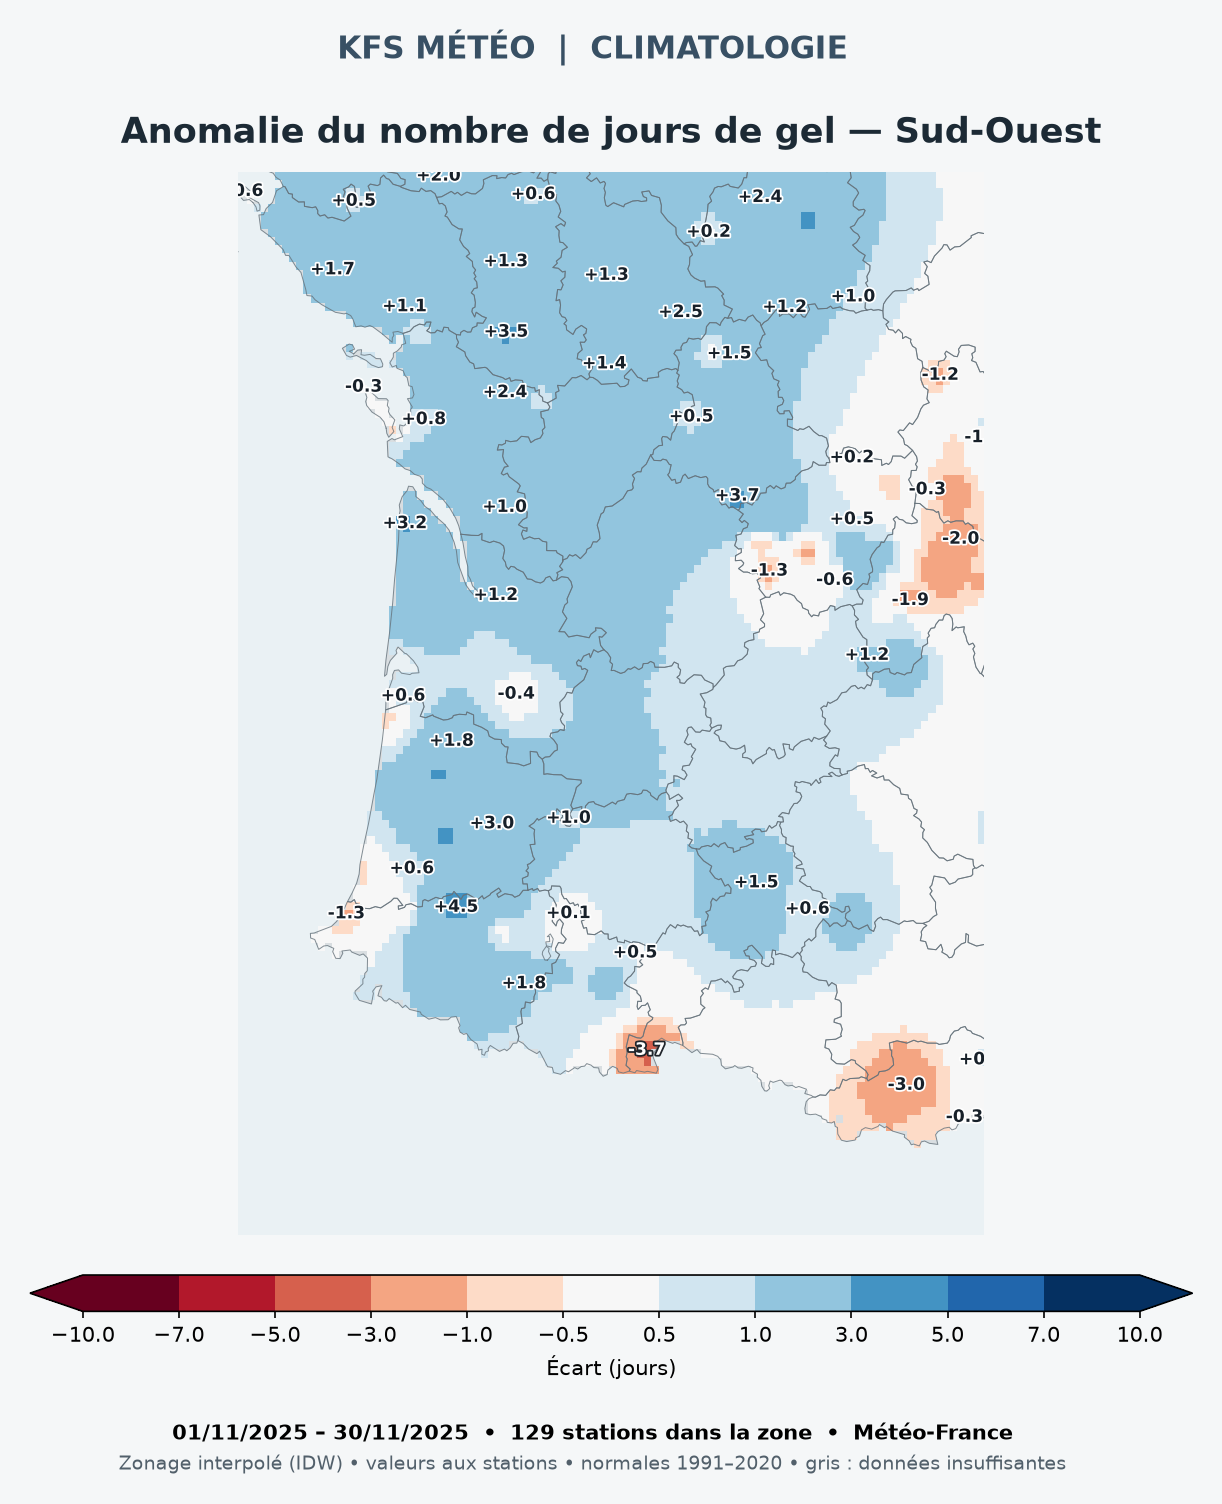 KFS MÉTÉO | CLIMATOLOGIE
Anomalie du nombre de jours de gel — Sud-Ouest
+2.0
0.6 +0.5 +0.6 +2.4
+0.2
+1.7 +1.3 +1.3
+1.1 +2.5 +1.2 +1.0
+3.5
+1.4 +1.5
-0.3 +2.4 -1.2
+0.8 +0.5
-1
+0.2
+3.7 -0.3
+3.2 +1.0 +0.5
-2.0
-1.3 -0.6
+1.2 -1.9
+1.2
+0.6 -0.4
+1.8
+3.0 +1.0
+0.6 +1.5
-1.3 +4.5 +0.1 +0.6
+0.5
+1.8
-3.7 +0
-3.0
-0.3
−10.0 −7.0 −5.0 −3.0 −1.0 −0.5 0.5 1.0 3.0 5.0 7.0 10.0
Écart (jours)
01/11/2025 – 30/11/2025 • 129 stations dans la zone • Météo-France
Zonage interpolé (IDW) • valeurs aux stations • normales 1991–2020 • gris : données insuffisantes